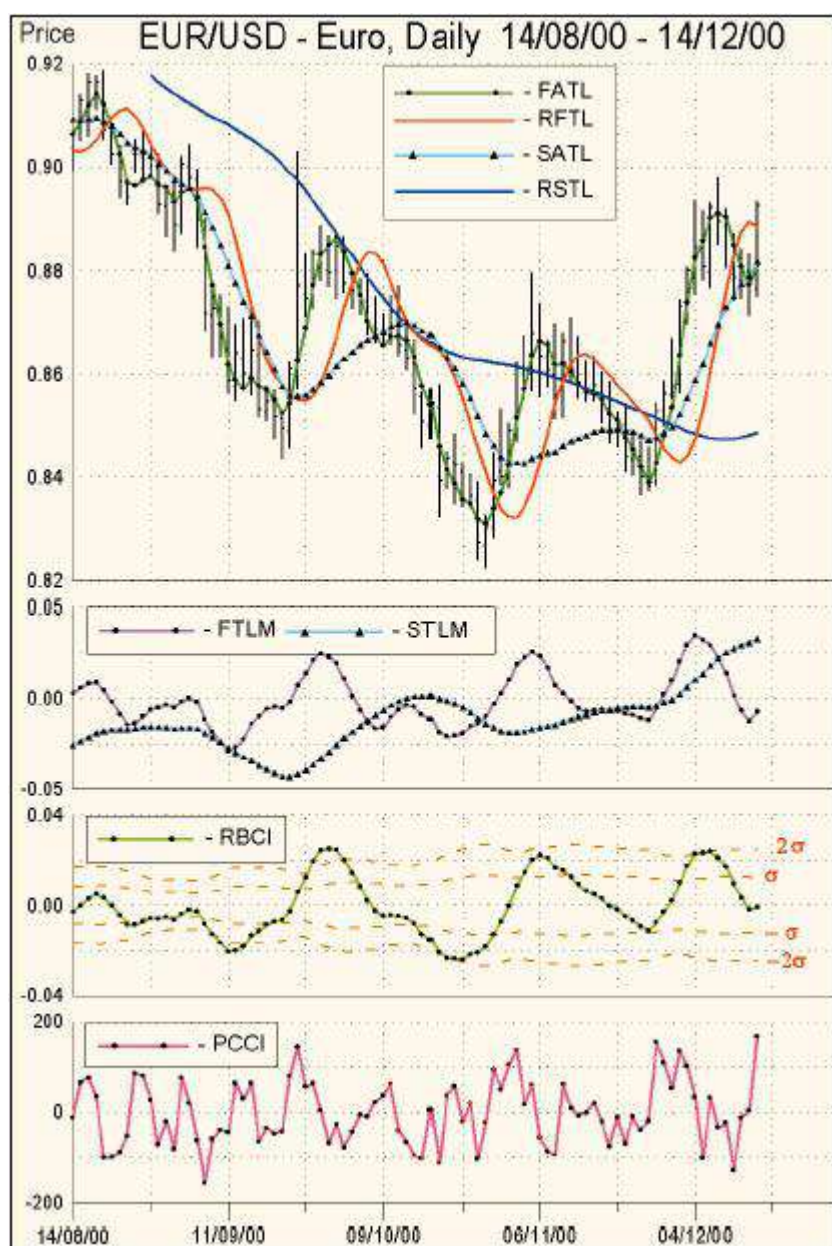 Price
EUR/USD - Euro, Daily 14/08/00 - 14/12/00
0.92
0.90
0.88
0.86
0.84
0.82
- FATL
- RFTL
- SATL
- RSTL
0.05
0.00
-0.05
- FTLM - STLM
0.04
0.00
-0.04
- RBCI
2σ
σ
- σ
- 2σ
200
0
-200
- PCCI
14/08/00 11/09/00 09/10/00 06/11/00 04/12/00